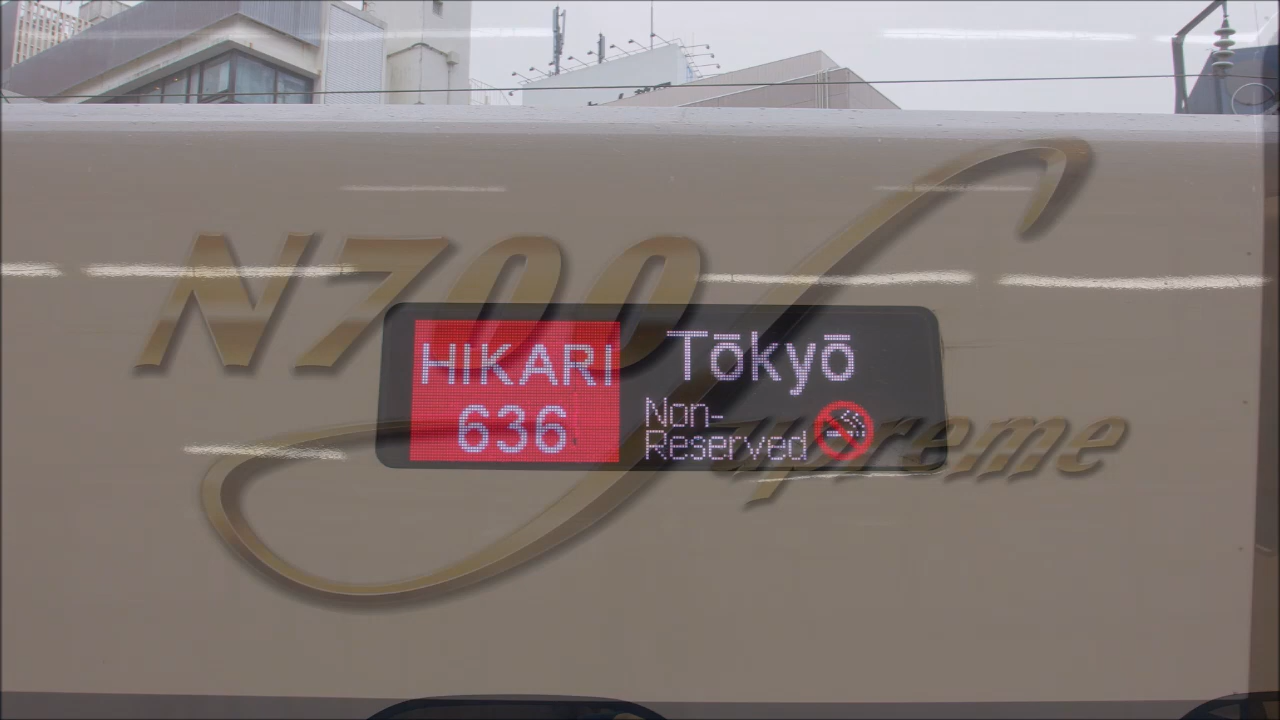 N700
Supreme
HIKARI
636
Tōkyō
Non-
Reserved